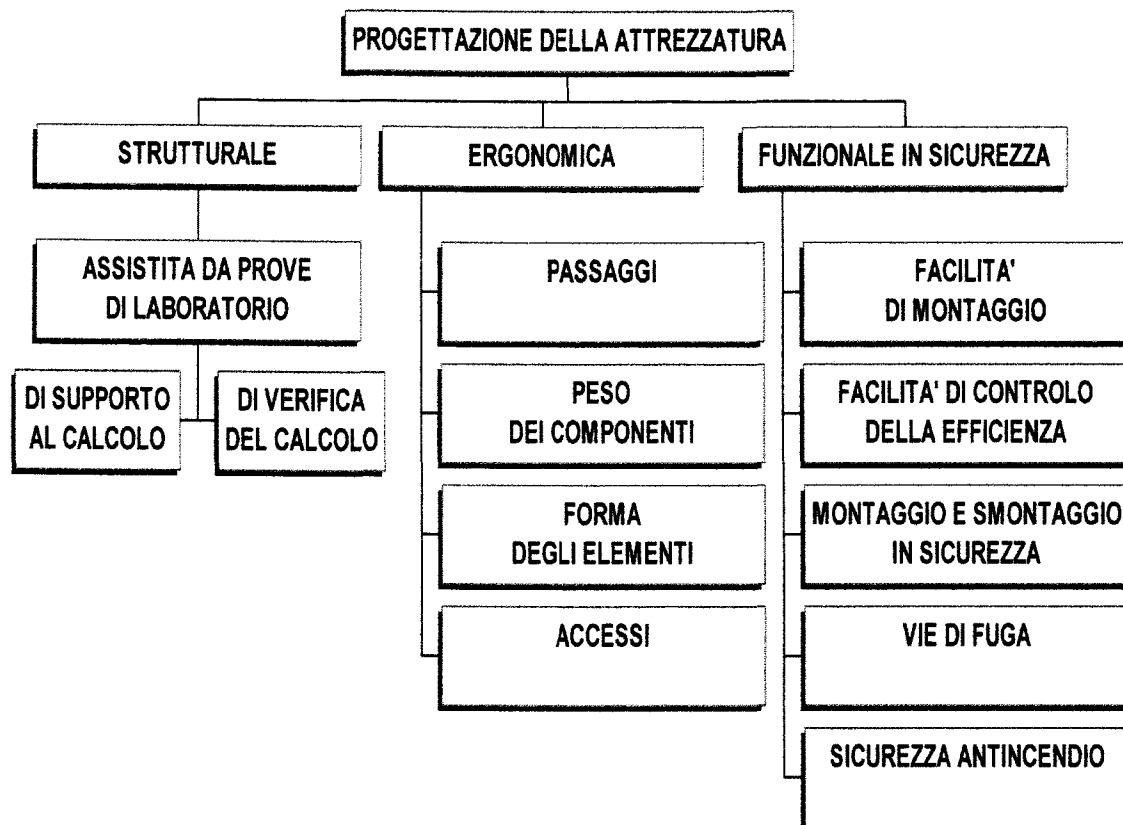 PROGETTAZIONE DELLA ATTREZZATURA
STRUTTURALE
ERGONOMICA
FUNZIONALE IN SICUREZZA
ASSISTITA DA PROVE
DI LABORATORIO
DI SUPPORTO
AL CALCOLO
DI VERIFICA
DEL CALCOLO
PASSAGGI
PESO
DEI COMPONENTI
FORMA
DEGLI ELEMENTI
ACCESSI
FACILITA'
DI MONTAGGIO
FACILITA' DI CONTROLO
DELLA EFFICIENZA
MONTAGGIO E SMONTAGGIO
IN SICUREZZA
VIE DI FUGA
SICUREZZA ANTINCENDIO